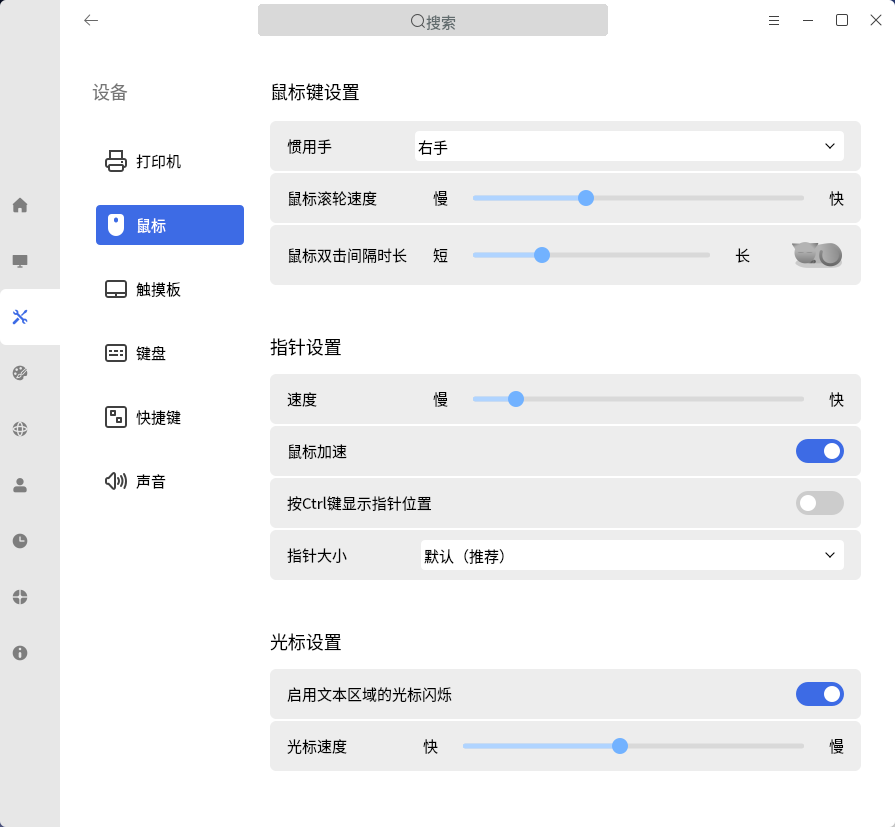 搜索
设备
打印机
鼠标
触摸板
键盘
快捷键
声音
鼠标键设置
惯用手 右手
鼠标滚轮速度 慢 快
鼠标双击间隔时长 短 长
指针设置
速度 慢 快
鼠标加速
按Ctrl键显示指针位置
指针大小 默认（推荐）
光标设置
启用文本区域的光标闪烁
光标速度 快 慢